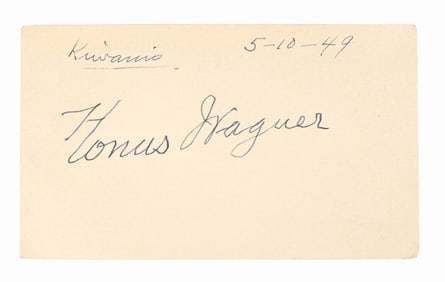 Kiwanis 5-10-49
Honus Wagner